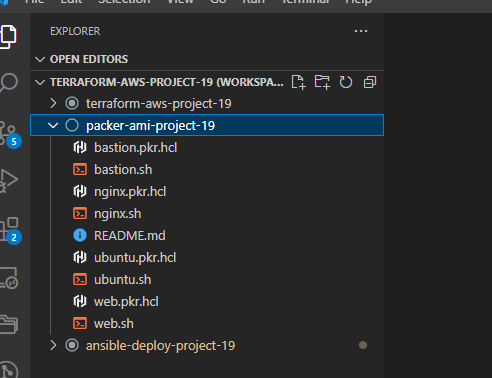 File Edit Selection View Go Run Terminal Help
EXPLORER
OPEN EDITORS
TERRAFORM-AWS-PROJECT-19 (WORKSPA...
terraform-aws-project-19
packer-ami-project-19
bastion.pkr.hcl
5
bastion.sh
nginx.pkr.hcl
nginx.sh
2
README.md
ubuntu.pkr.hcl
ubuntu.sh
web.pkr.hcl
web.sh
ansible-deploy-project-19